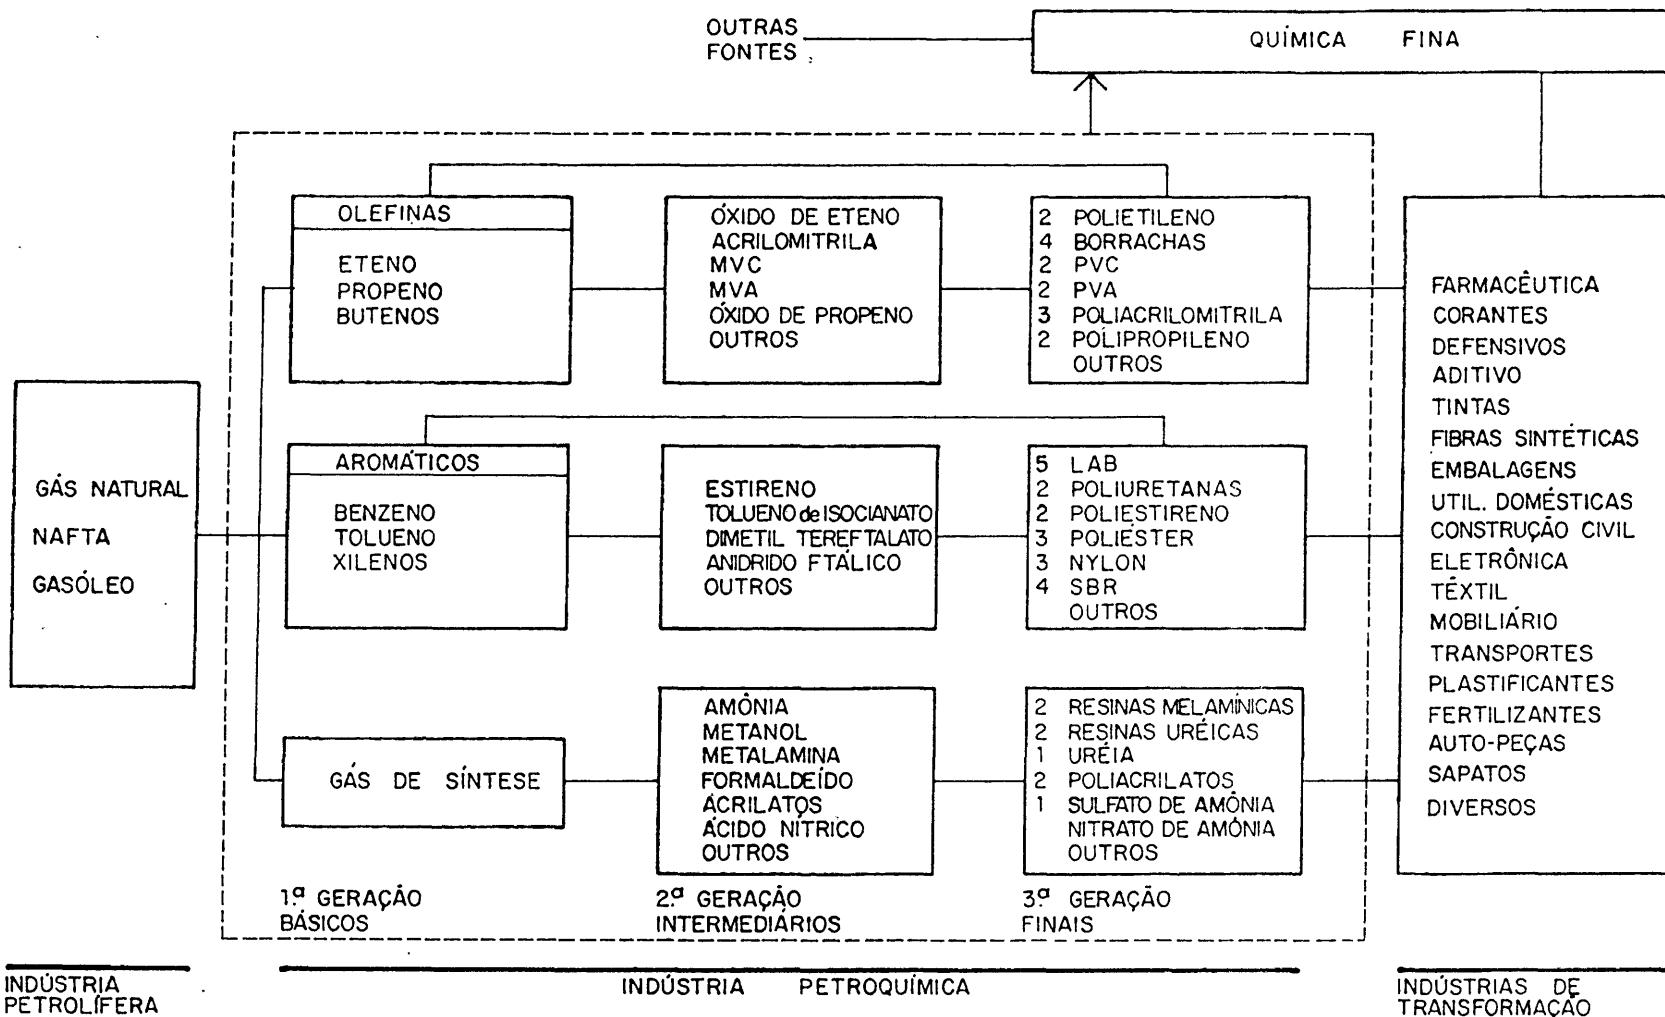 OUTRAS
FONTES
QUÍMICA FINA
OLEFINAS
ETENO
PROPENO
BUTENOS
ÓXIDO DE ETENO
ACRILOMITRILA
MVC
MVA
ÓXIDO DE PROPENO
OUTROS
2 POLIETILENO
4 BORRACHAS
2 PVC
2 PVA
3 POLIACRILOMITRILA
2 POLIPROPILENO
OUTROS
GÁS NATURAL
NAFTA
GASÓLEO
AROMÁTICOS
BENZENO
TOLUENO
XILENOS
ESTIRENO
TOLUENO de ISOCIANATO
DIMETIL TEREFTALATO
ANIDRIDO FTÁLICO
OUTROS
5 LAB
2 POLIURETANAS
2 POLIESTIRENO
3 POLIÉSTER
3 NYLON
4 SBR
OUTROS
GÁS DE SÍNTESE
AMÔNIA
METANOL
METALAMINA
FORMALDEÍDO
ACRILATOS
ÁCIDO NÍTRICO
OUTROS
2 RESINAS MELAMÍNICAS
2 RESINAS URÉICAS
1 URÉIA
2 POLIACRILATOS
1 SULFATO DE AMÔNIA
NITRATO DE AMÔNIA
OUTROS
FARMACÊUTICA
CORANTES
DEFENSIVOS
ADITIVO
TINTAS
FIBRAS SINTÉTICAS
EMBALAGENS
UTIL. DOMÉSTICAS
CONSTRUÇÃO CIVIL
ELETRÔNICA
TÊXTIL
MOBILIÁRIO
TRANSPORTES
PLASTIFICANTES
FERTILIZANTES
AUTO-PEÇAS
SAPATOS
DIVERSOS
1ª GERAÇÃO
BÁSICOS
2ª GERAÇÃO
INTERMEDIÁRIOS
3ª GERAÇÃO
FINAIS
INDÚSTRIA
PETROLÍFERA
INDÚSTRIA PETROQUÍMICA
INDÚSTRIAS DE
TRANSFORMAÇÃO